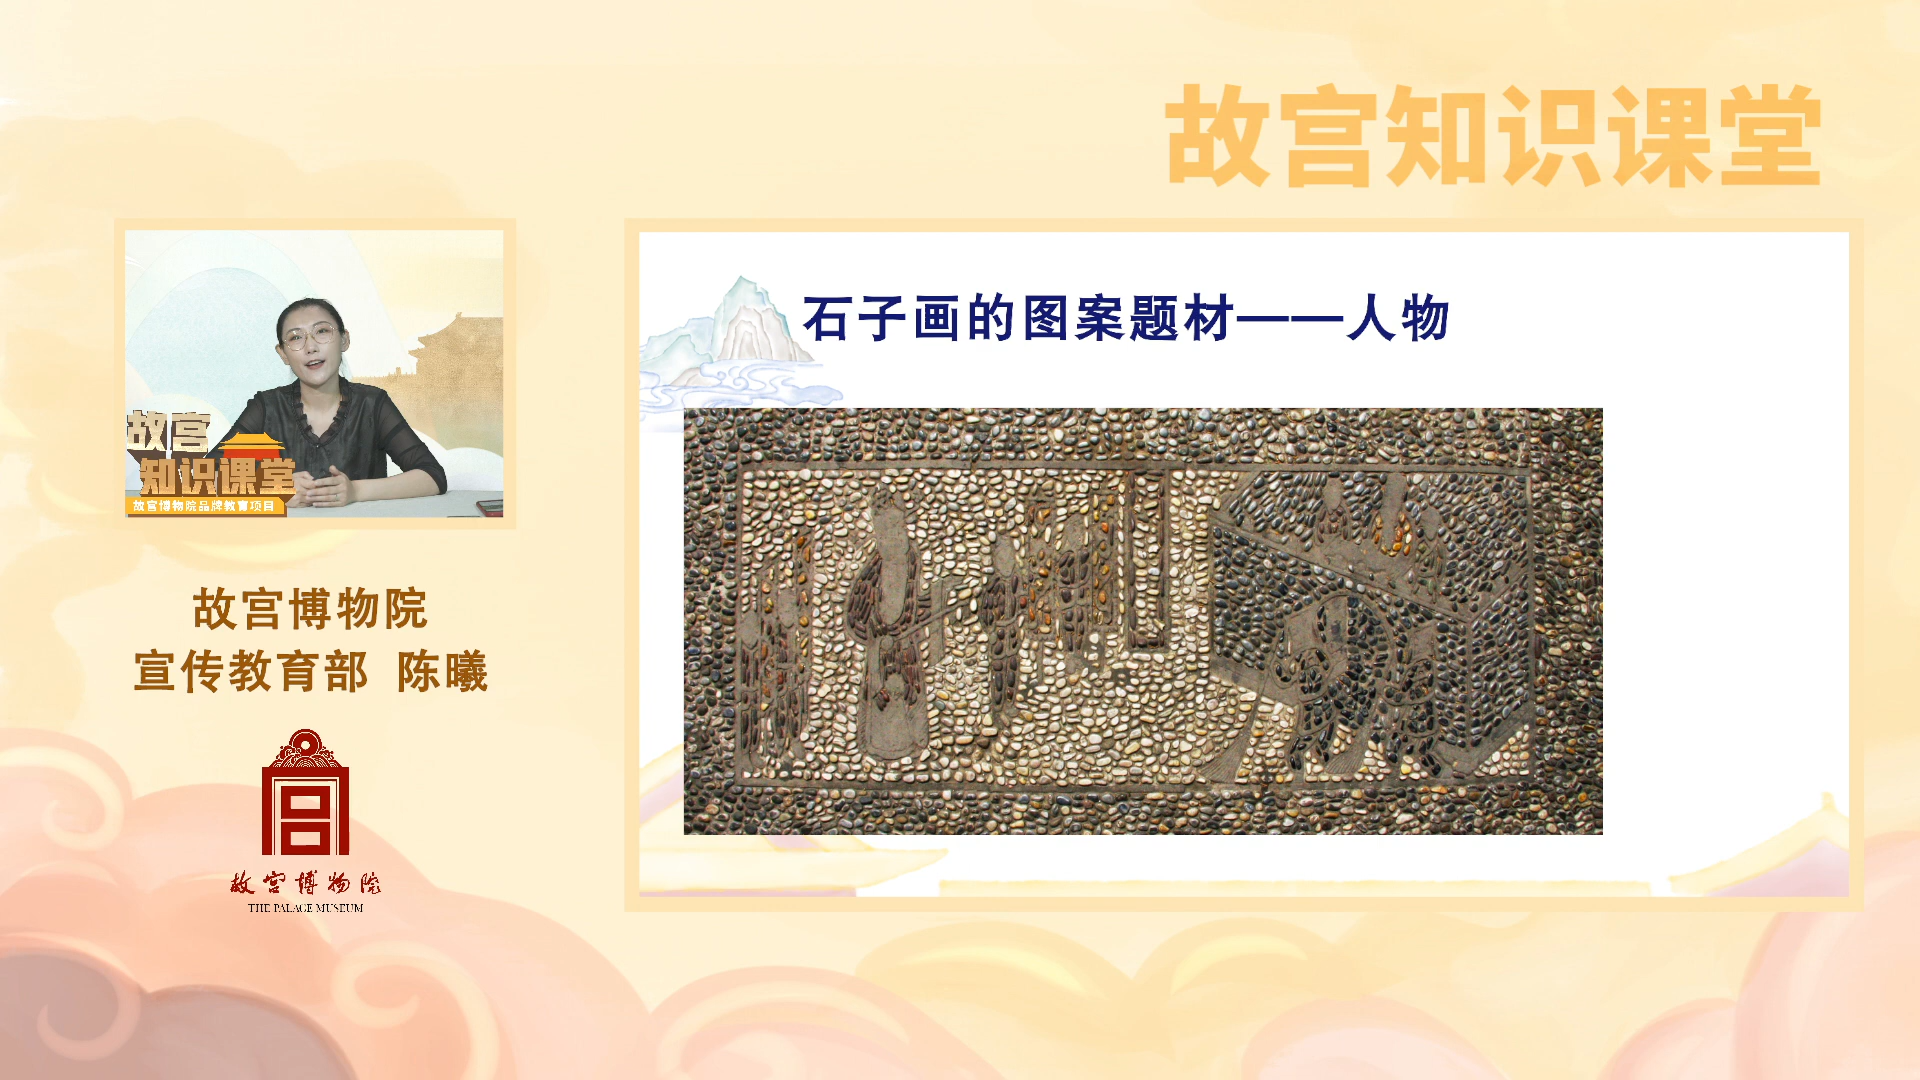 故宫知识课堂
石子画的图案题材——人物
故宫
知识课堂
故宫博物院品牌教育项目
故宫博物院
宣传教育部 陈曦
故宫博物院
THE PALACE MUSEUM